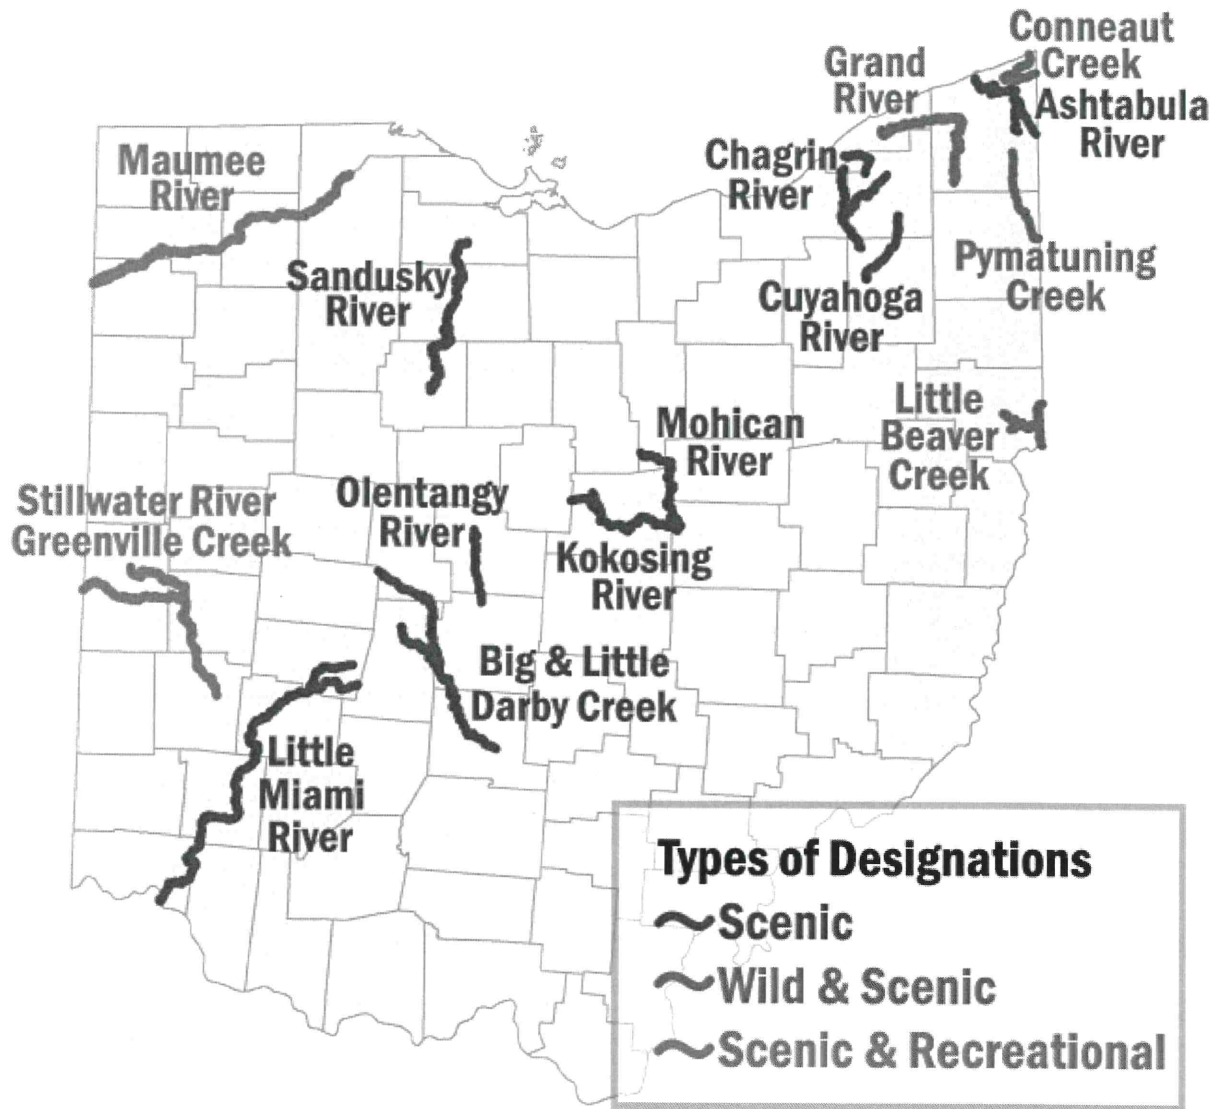 Conneaut
Creek
Grand
River
Ashtabula
River
Chagrin
River
Maumee
River
Pymatuning
Creek
Sandusky
River
Cuyahoga
River
Little
Beaver
Creek
Mohican
River
Stillwater River
Greenville Creek
Olentangy
River
Kokosing
River
Big & Little
Darby Creek
Little
Miami
River
Types of Designations
Scenic
Wild & Scenic
Scenic & Recreational